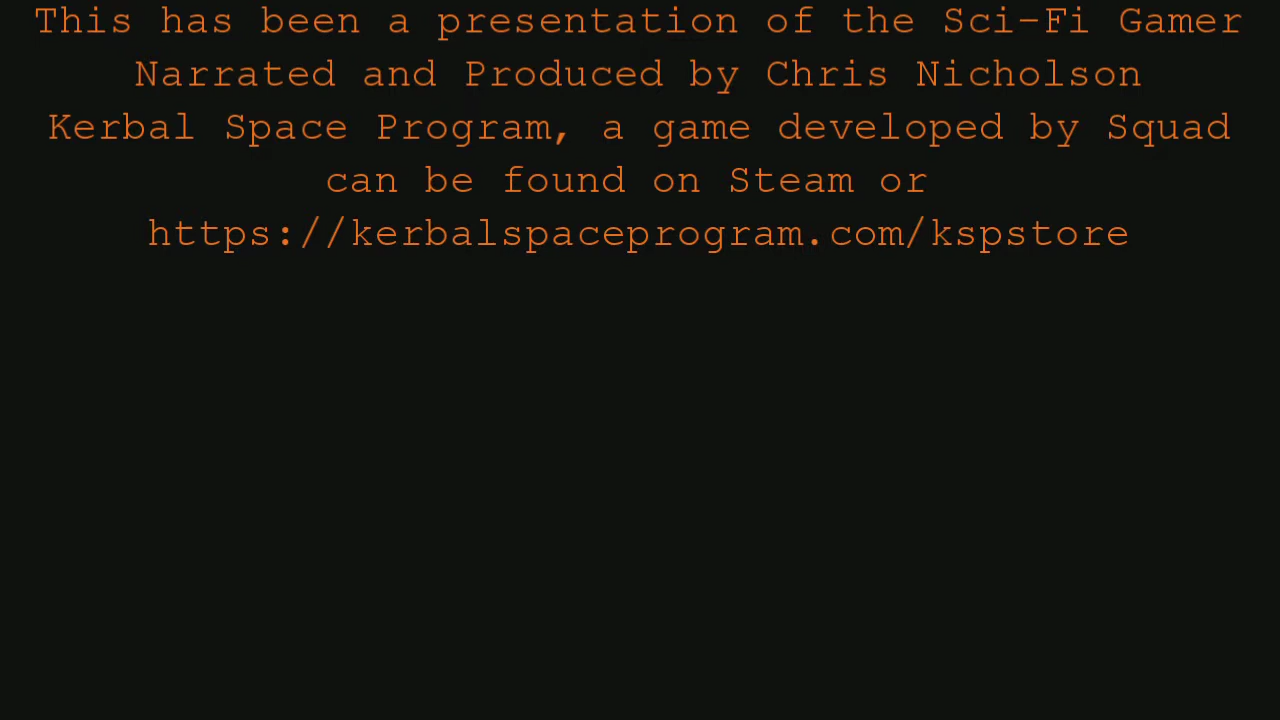 This has been a presentation of the Sci-Fi Gamer
Narrated and Produced by Chris Nicholson
Kerbal Space Program, a game developed by Squad
can be found on Steam or
https://kerbalspaceprogram.com/kspstore